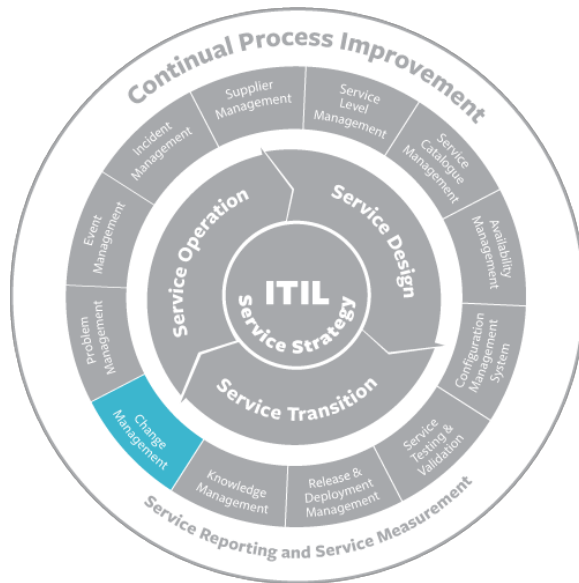 Continual Process Improvement
Supplier
Management
Service
Level
Management
Service
Catalogue
Management
Availability
Management
Configuration
Management
System
Service
Testing &
Validation
Release &
Deployment
Management
Knowledge
Management
Change
Management
Problem
Management
Event
Management
Incident
Management
Service Operation
Service Design
Service Transition
ITIL
Service Strategy
Service Reporting and Service Measurement